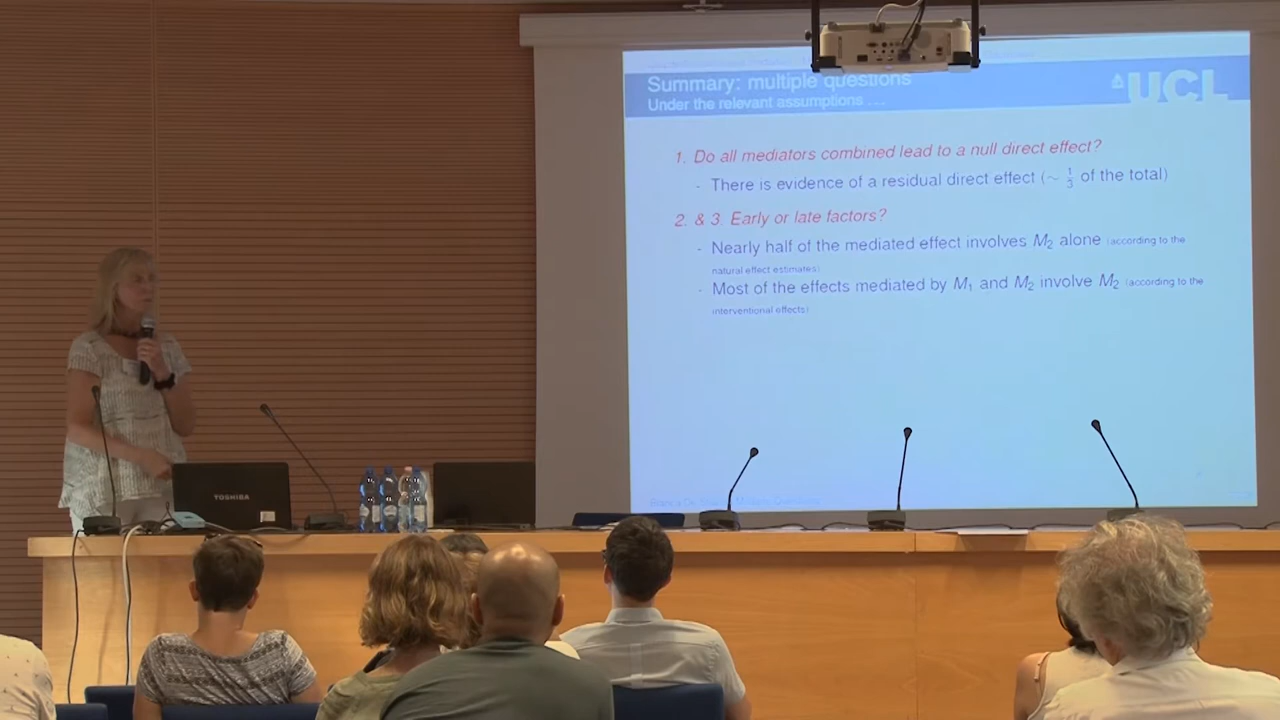 Summary: multiple questions
Under the relevant assumptions ...
UCL
1. Do all mediators combined lead to a null direct effect?
- There is evidence of a residual direct effect (~ 1/3 of the total)
2. & 3. Early or late factors?
- Nearly half of the mediated effect involves M2 alone (according to the
natural effect estimates)
- Most of the effects mediated by M1 and M2 involve M2 (according to the
interventional effects)
TOSHIBA